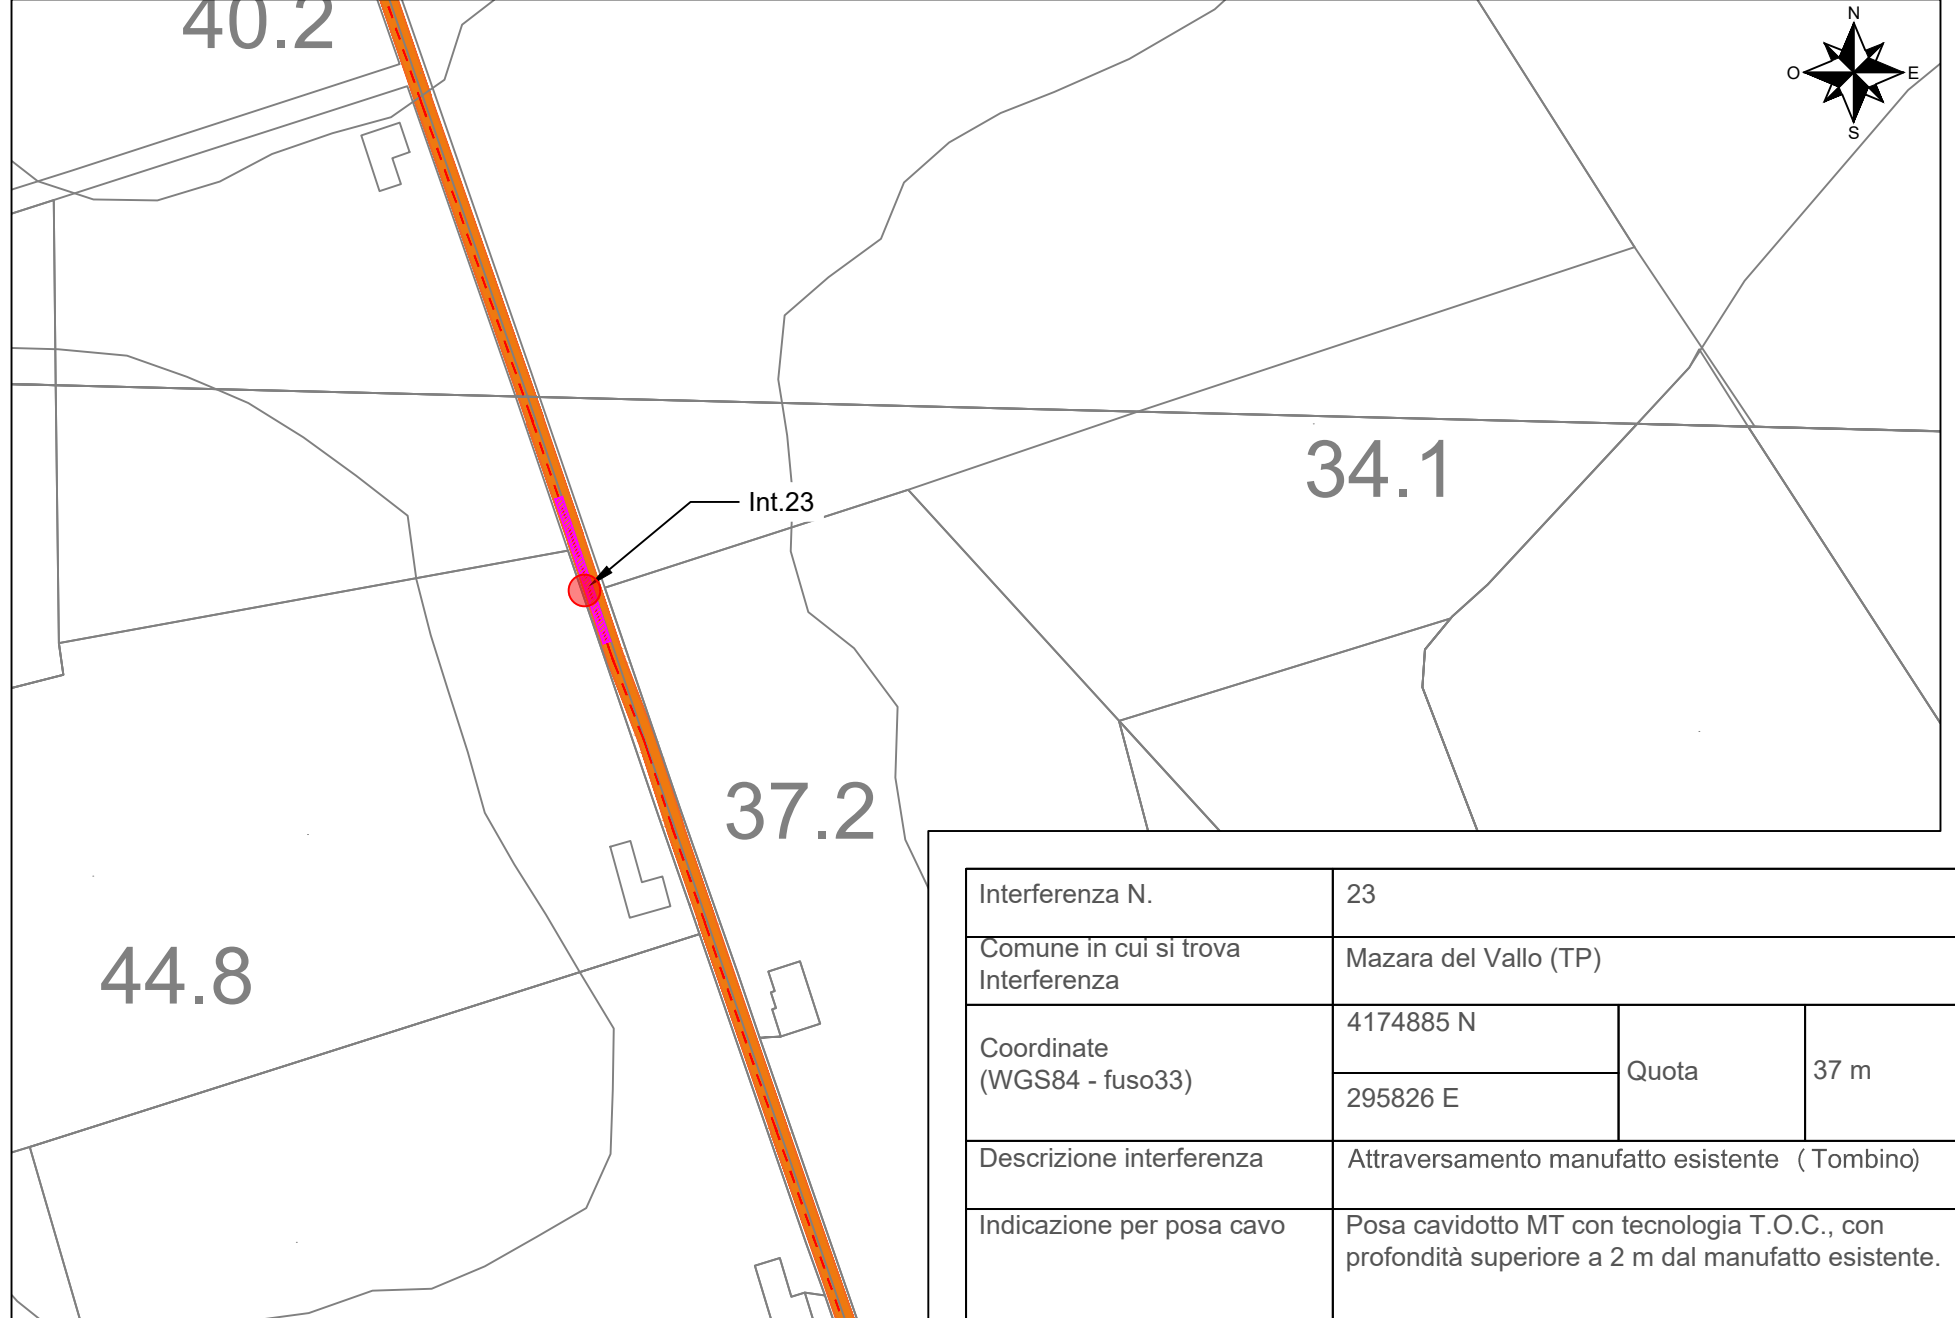 40.2
N
O
E
S
34.1
Int.23
37.2
44.8
Interferenza N.
23
Comune in cui si trova
Interferenza
Mazara del Vallo (TP)
Coordinate
(WGS84 - fuso33)
4174885 N
295826 E
Quota
37 m
Descrizione interferenza
Attraversamento manufatto esistente ( Tombino)
Indicazione per posa cavo
Posa cavidotto MT con tecnologia T.O.C., con
profondità superiore a 2 m dal manufatto esistente.